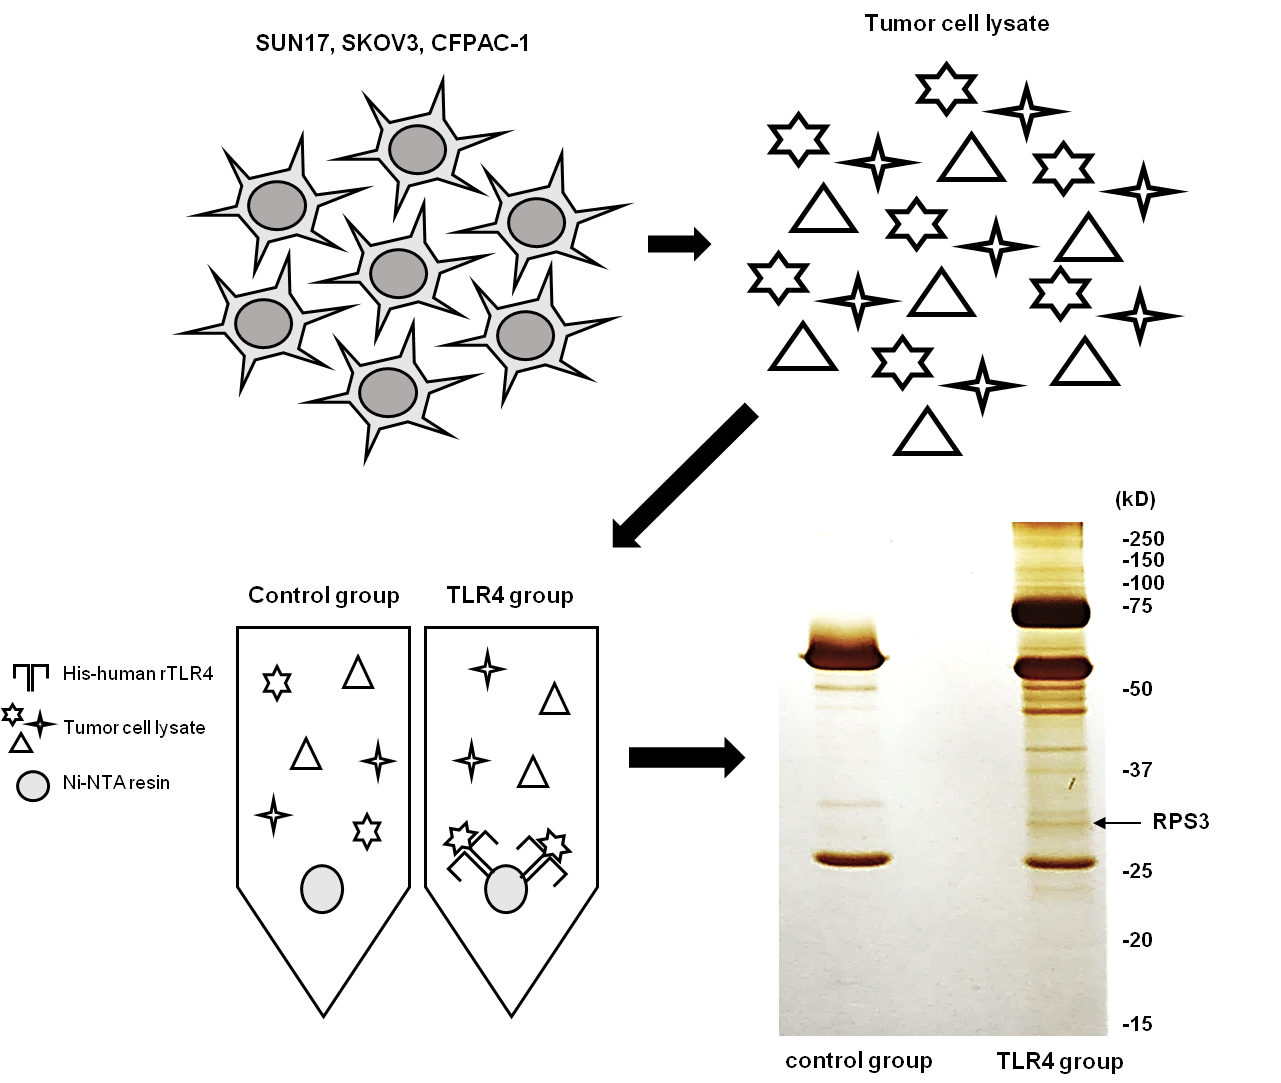 SUN17, SKOV3, CFPAC-1
Tumor cell lysate
Control group
TLR4 group
His-human rTLR4
Tumor cell lysate
Ni-NTA resin
(kD)
-250
-150
-100
-75
-50
-37
RPS3
-25
-20
-15
control group
TLR4 group